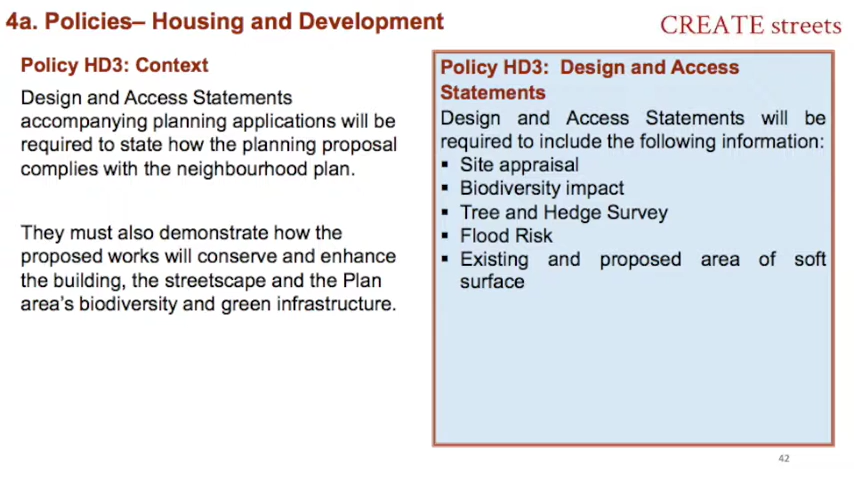 4a. Policies– Housing and Development
CREATE streets
Policy HD3: Context
Design and Access Statements
accompanying planning applications will be
required to state how the planning proposal
complies with the neighbourhood plan.
They must also demonstrate how the
proposed works will conserve and enhance
the building, the streetscape and the Plan
area's biodiversity and green infrastructure.
Policy HD3: Design and Access
Statements
Design and Access Statements will be
required to include the following information:
▪ Site appraisal
▪ Biodiversity impact
▪ Tree and Hedge Survey
▪ Flood Risk
▪ Existing and proposed area of soft
surface
42